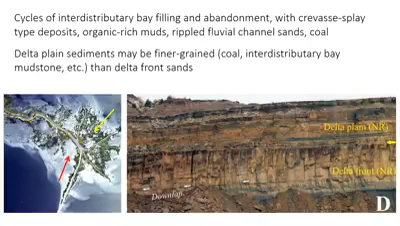 Cycles of interdistributary bay filling and abandonment, with crevasse-splay
type deposits, organic-rich muds, rippled fluvial channel sands, coal
Delta plain sediments may be finer-grained (coal, interdistributary bay
mudstone, etc.) than delta front sands
Delta plain (NR)
Delta front (NR)
Downlap
D